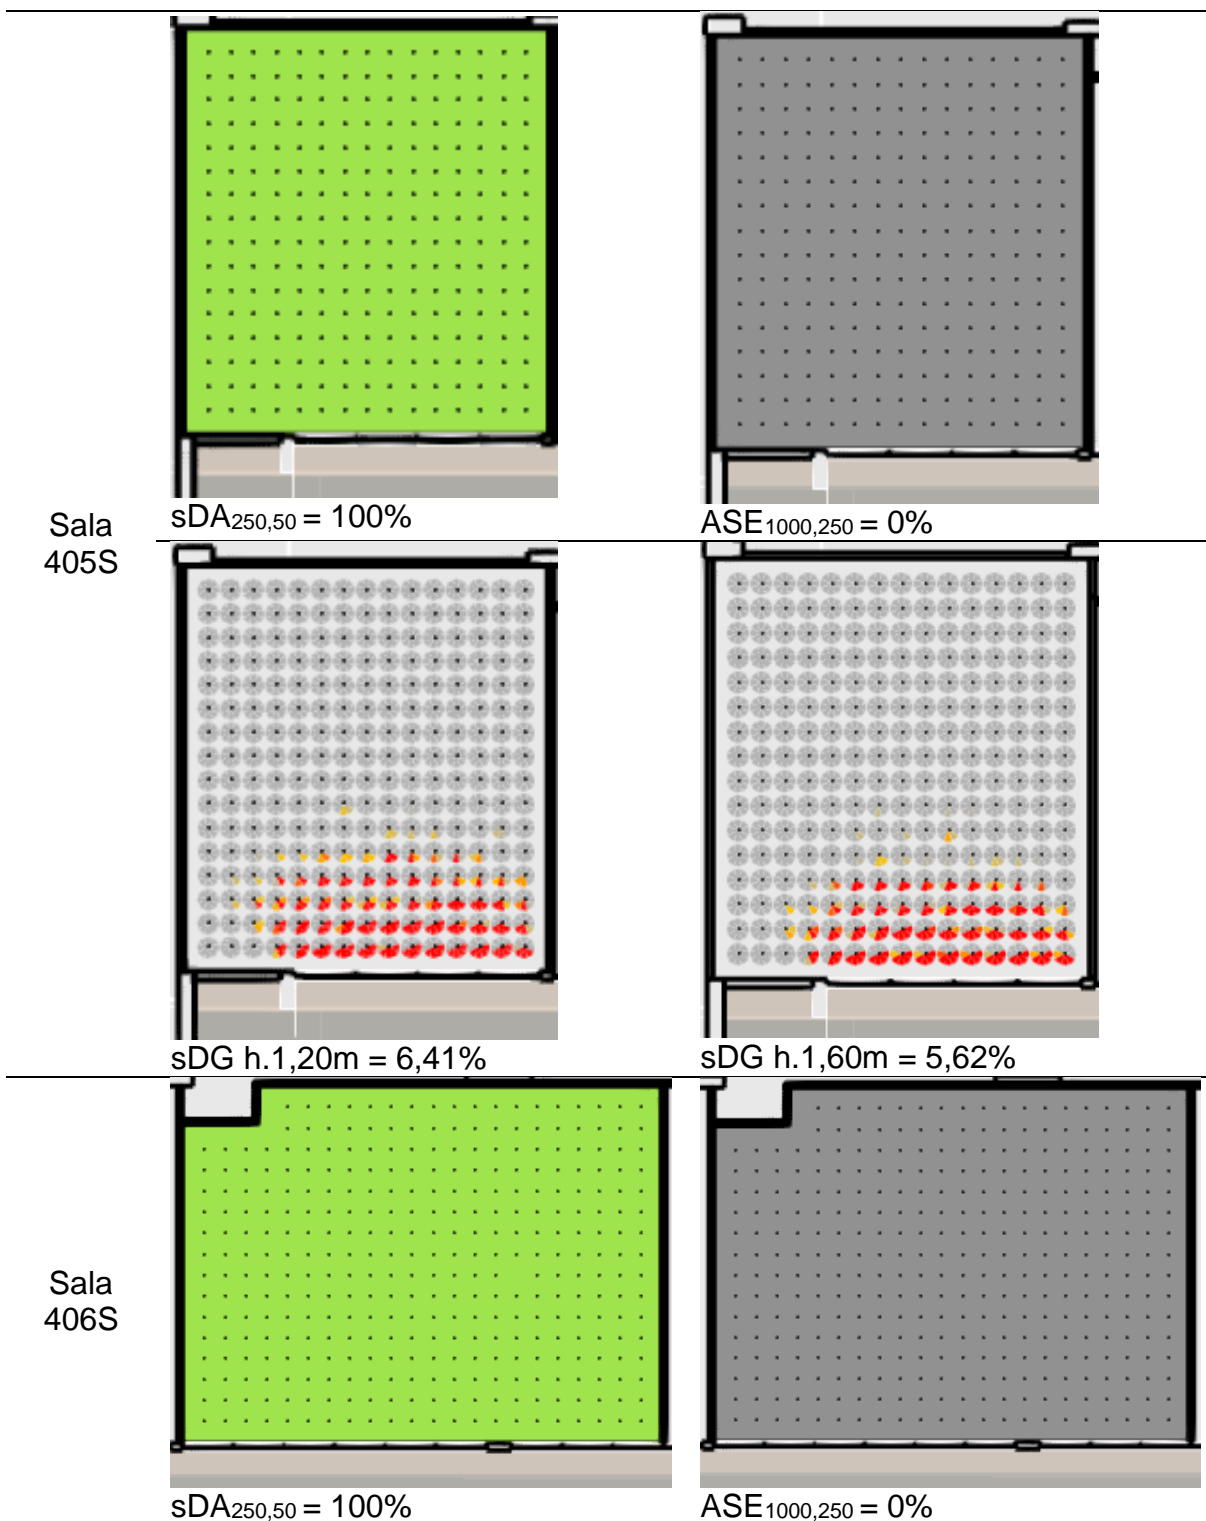 sDA250,50 = 100%
ASE1000,250 = 0%
Sala
405S
sDG h.1,20m = 6,41%
sDG h.1,60m = 5,62%
Sala
406S
sDA250,50 = 100%
ASE1000,250 = 0%